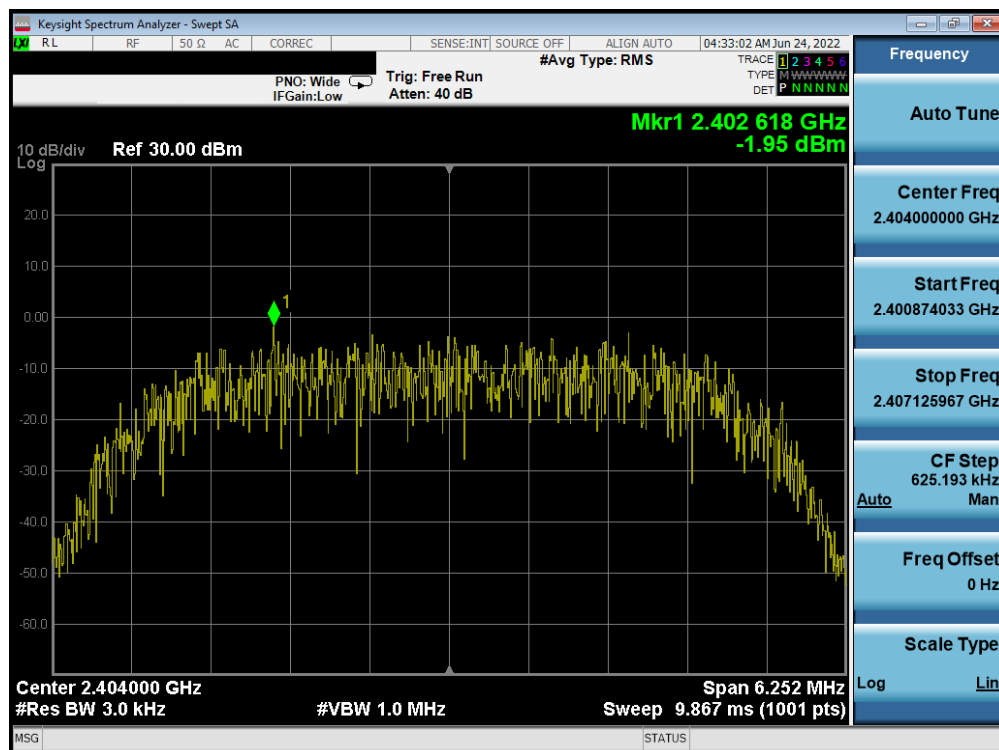 Keysight Spectrum Analyzer - Swept SA
LXI RL RF 50 Ω AC CORREC SENSE:INT SOURCE OFF ALIGN AUTO 04:33:02 AM Jun 24, 2022
#Avg Type: RMS
TRACE 1 2 3 4 5 6
PNO: Wide Trig: Free Run TYPE M WWWWW
IFGain:Low Atten: 40 dB DET P N N N N N
Mkr1 2.402 618 GHz
-1.95 dBm
10 dB/div Ref 30.00 dBm
Log
20.0
10.0
1
0.00
-10.0
-20.0
-30.0
-40.0
-50.0
-60.0
Center 2.404000 GHz Span 6.252 MHz
#Res BW 3.0 kHz #VBW 1.0 MHz Sweep 9.867 ms (1001 pts)
MSG STATUS
Frequency
Auto Tune
Center Freq
2.404000000 GHz
Start Freq
2.400874033 GHz
Stop Freq
2.407125967 GHz
CF Step
625.193 kHz
Auto Man
Freq Offset
0 Hz
Scale Type
Log Lin